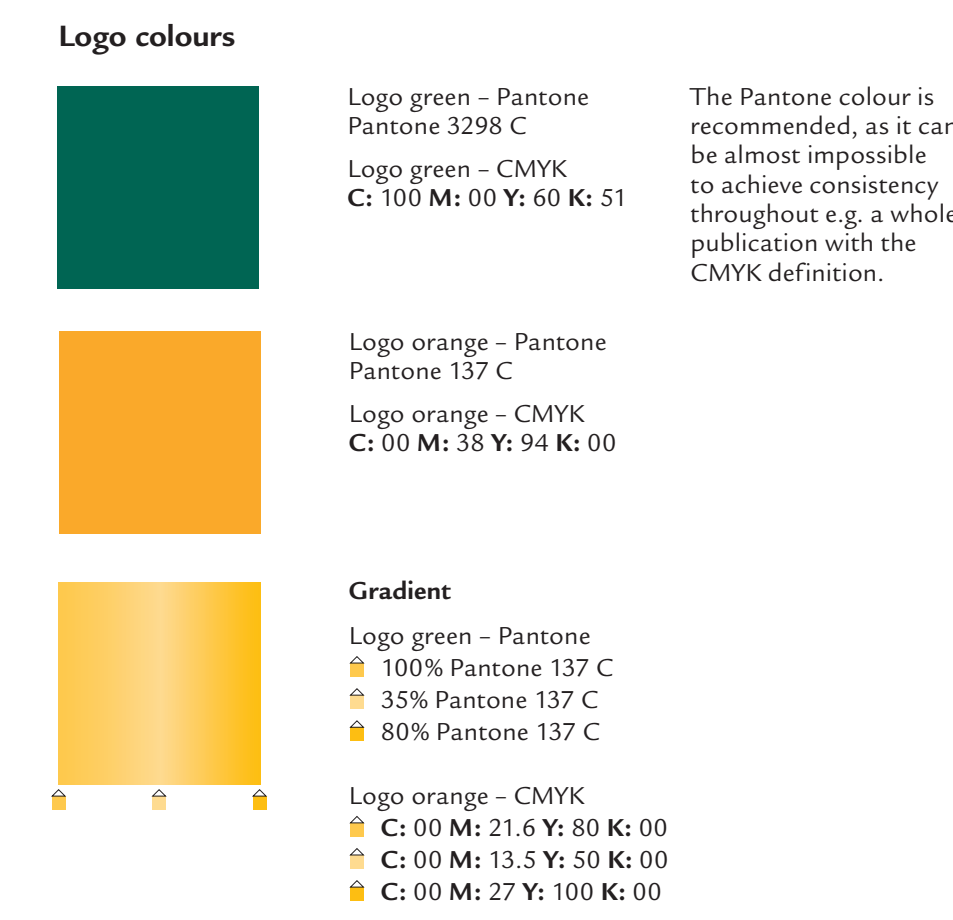 Logo colours
Logo green – Pantone
Pantone 3298 C
Logo green – CMYK
C: 100 M: 00 Y: 60 K: 51
The Pantone colour is
recommended, as it can
be almost impossible
to achieve consistency
throughout e.g. a whole
publication with the
CMYK definition.
Logo orange – Pantone
Pantone 137 C
Logo orange – CMYK
C: 00 M: 38 Y: 94 K: 00
Gradient
Logo green – Pantone
100% Pantone 137 C
35% Pantone 137 C
80% Pantone 137 C
Logo orange – CMYK
C: 00 M: 21.6 Y: 80 K: 00
C: 00 M: 13.5 Y: 50 K: 00
C: 00 M: 27 Y: 100 K: 00